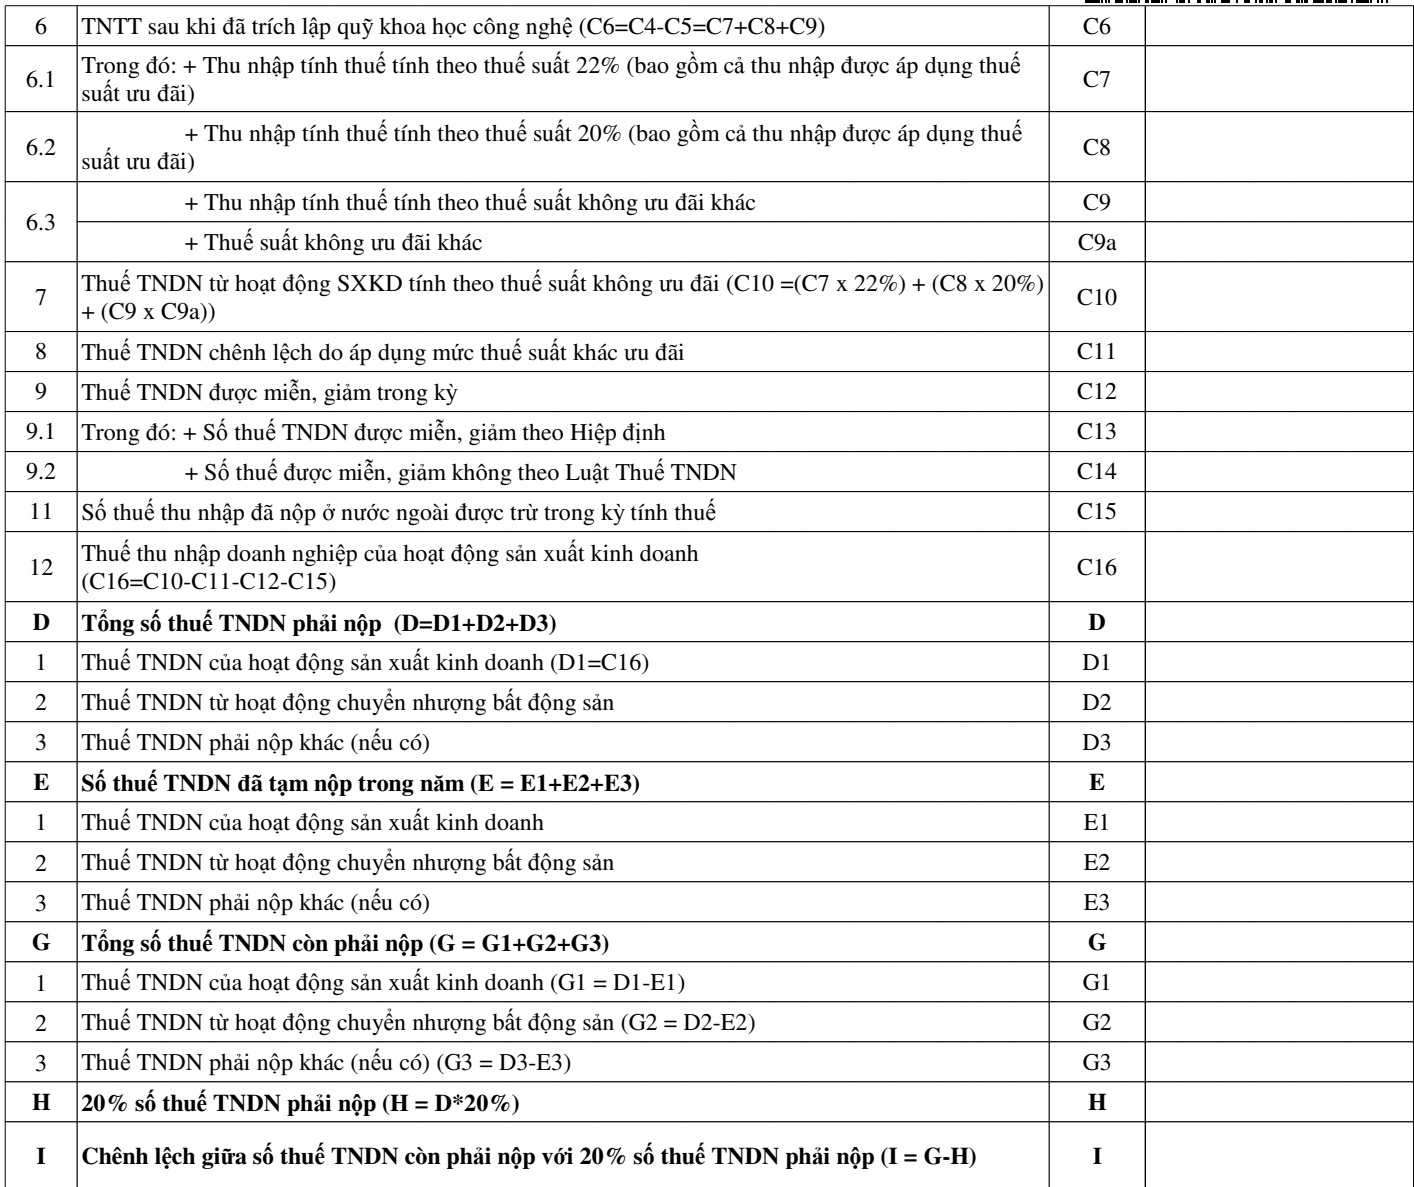 6 TNTT sau khi đã trích lập quỹ khoa học công nghệ (C6=C4-C5=C7+C8+C9) C6
6.1 Trong đó: + Thu nhập tính thuế tính theo thuế suất 22% (bao gồm cả thu nhập được áp dụng thuế
suất ưu đãi) C7
6.2 + Thu nhập tính thuế tính theo thuế suất 20% (bao gồm cả thu nhập được áp dụng thuế
suất ưu đãi) C8
6.3 + Thu nhập tính thuế tính theo thuế suất không ưu đãi khác C9
+ Thuế suất không ưu đãi khác C9a
7 Thuế TNDN từ hoạt động SXKD tính theo thuế suất không ưu đãi (C10 =(C7 x 22%) + (C8 x 20%)
+ (C9 x C9a)) C10
8 Thuế TNDN chênh lệch do áp dụng mức thuế suất khác ưu đãi C11
9 Thuế TNDN được miễn, giảm trong kỳ C12
9.1 Trong đó: + Số thuế TNDN được miễn, giảm theo Hiệp định C13
9.2 + Số thuế được miễn, giảm không theo Luật Thuế TNDN C14
11 Số thuế thu nhập đã nộp ở nước ngoài được trừ trong kỳ tính thuế C15
12 Thuế thu nhập doanh nghiệp của hoạt động sản xuất kinh doanh
(C16=C10-C11-C12-C15) C16
D Tổng số thuế TNDN phải nộp (D=D1+D2+D3) D
1 Thuế TNDN của hoạt động sản xuất kinh doanh (D1=C16) D1
2 Thuế TNDN từ hoạt động chuyển nhượng bất động sản D2
3 Thuế TNDN phải nộp khác (nếu có) D3
E Số thuế TNDN đã tạm nộp trong năm (E = E1+E2+E3) E
1 Thuế TNDN của hoạt động sản xuất kinh doanh E1
2 Thuế TNDN từ hoạt động chuyển nhượng bất động sản E2
3 Thuế TNDN phải nộp khác (nếu có) E3
G Tổng số thuế TNDN còn phải nộp (G = G1+G2+G3) G
1 Thuế TNDN của hoạt động sản xuất kinh doanh (G1 = D1-E1) G1
2 Thuế TNDN từ hoạt động chuyển nhượng bất động sản (G2 = D2-E2) G2
3 Thuế TNDN phải nộp khác (nếu có) (G3 = D3-E3) G3
H 20% số thuế TNDN phải nộp (H = D*20%) H
I Chênh lệch giữa số thuế TNDN còn phải nộp với 20% số thuế TNDN phải nộp (I = G-H) I